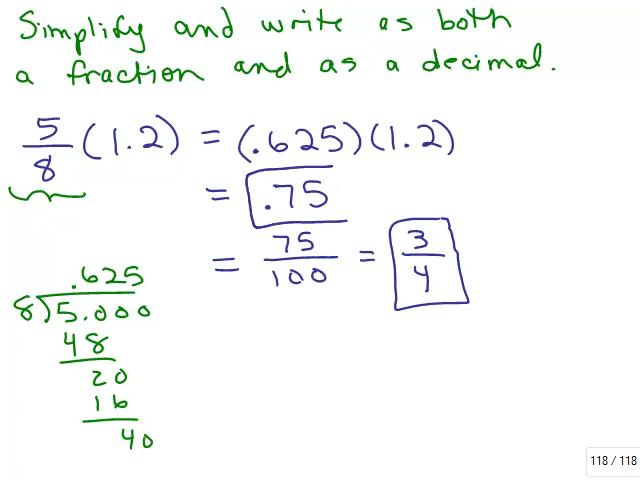 Simplify and write as both
a fraction and as a decimal.
5/8 (1.2) = (.625)(1.2)
= .75
= 75/100 = 3/4
.625
8)5.000
48
20
16
40
118 / 118